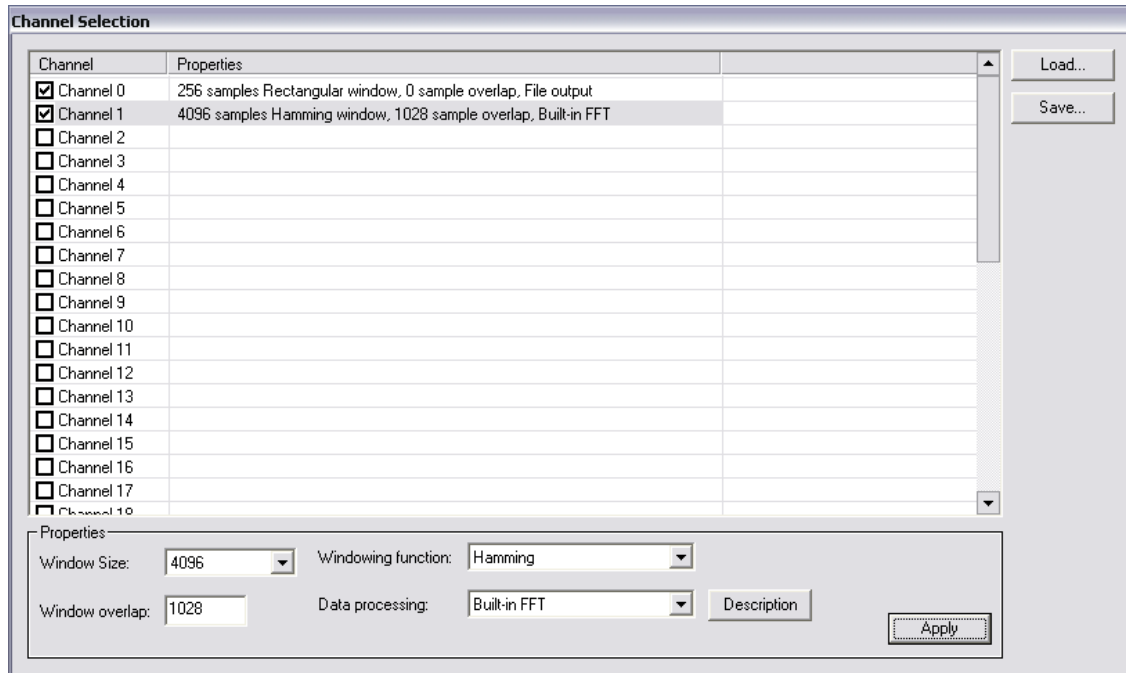 Channel Selection
Channel Properties
Load...
Channel 0 256 samples Rectangular window, 0 sample overlap, File output
Channel 1 4096 samples Hamming window, 1028 sample overlap, Built-in FFT
Save...
Channel 2
Channel 3
Channel 4
Channel 5
Channel 6
Channel 7
Channel 8
Channel 9
Channel 10
Channel 11
Channel 12
Channel 13
Channel 14
Channel 15
Channel 16
Channel 17
Channel 18
Properties
Window Size: 4096 Windowing function: Hamming
Window overlap: 1028 Data processing: Built-in FFT Description
Apply